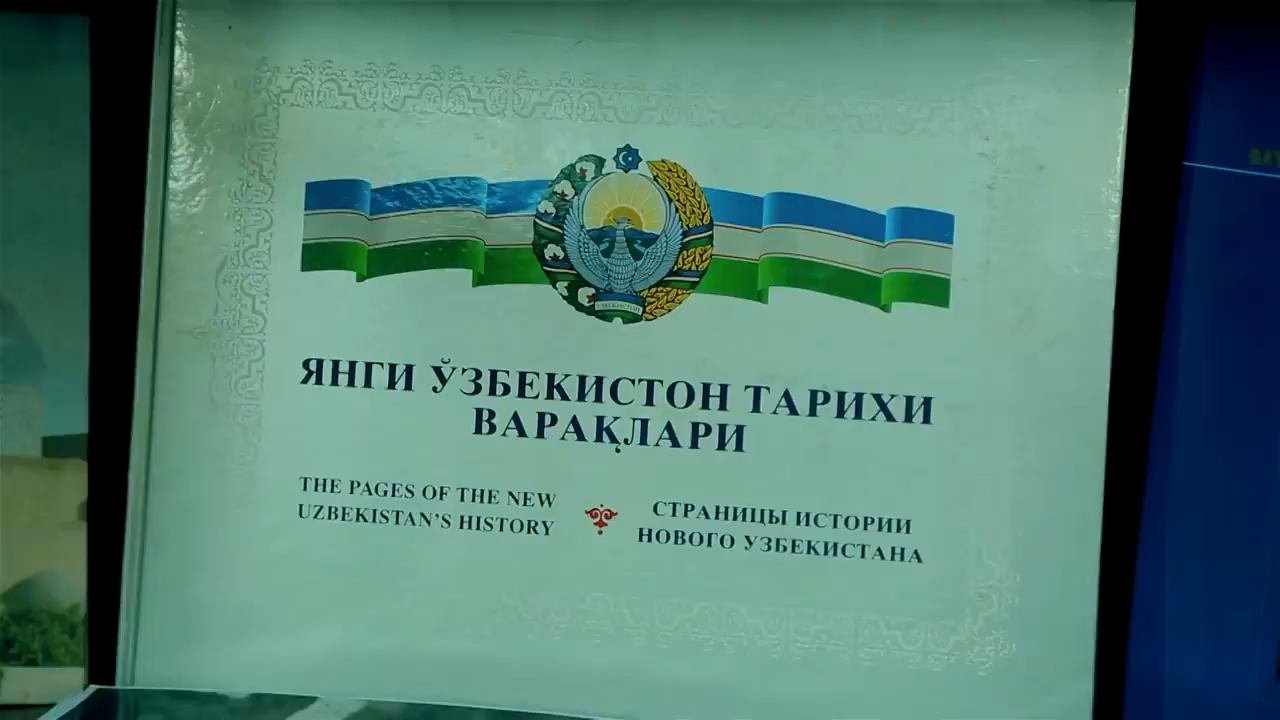 ЯНГИ ЎЗБЕКИСТОН ТАРИХИ
ВАРАҚЛАРИ
THE PAGES OF THE NEW
UZBEKISTAN'S HISTORY
СТРАНИЦЫ ИСТОРИИ
НОВОГО УЗБЕКИСТАНА